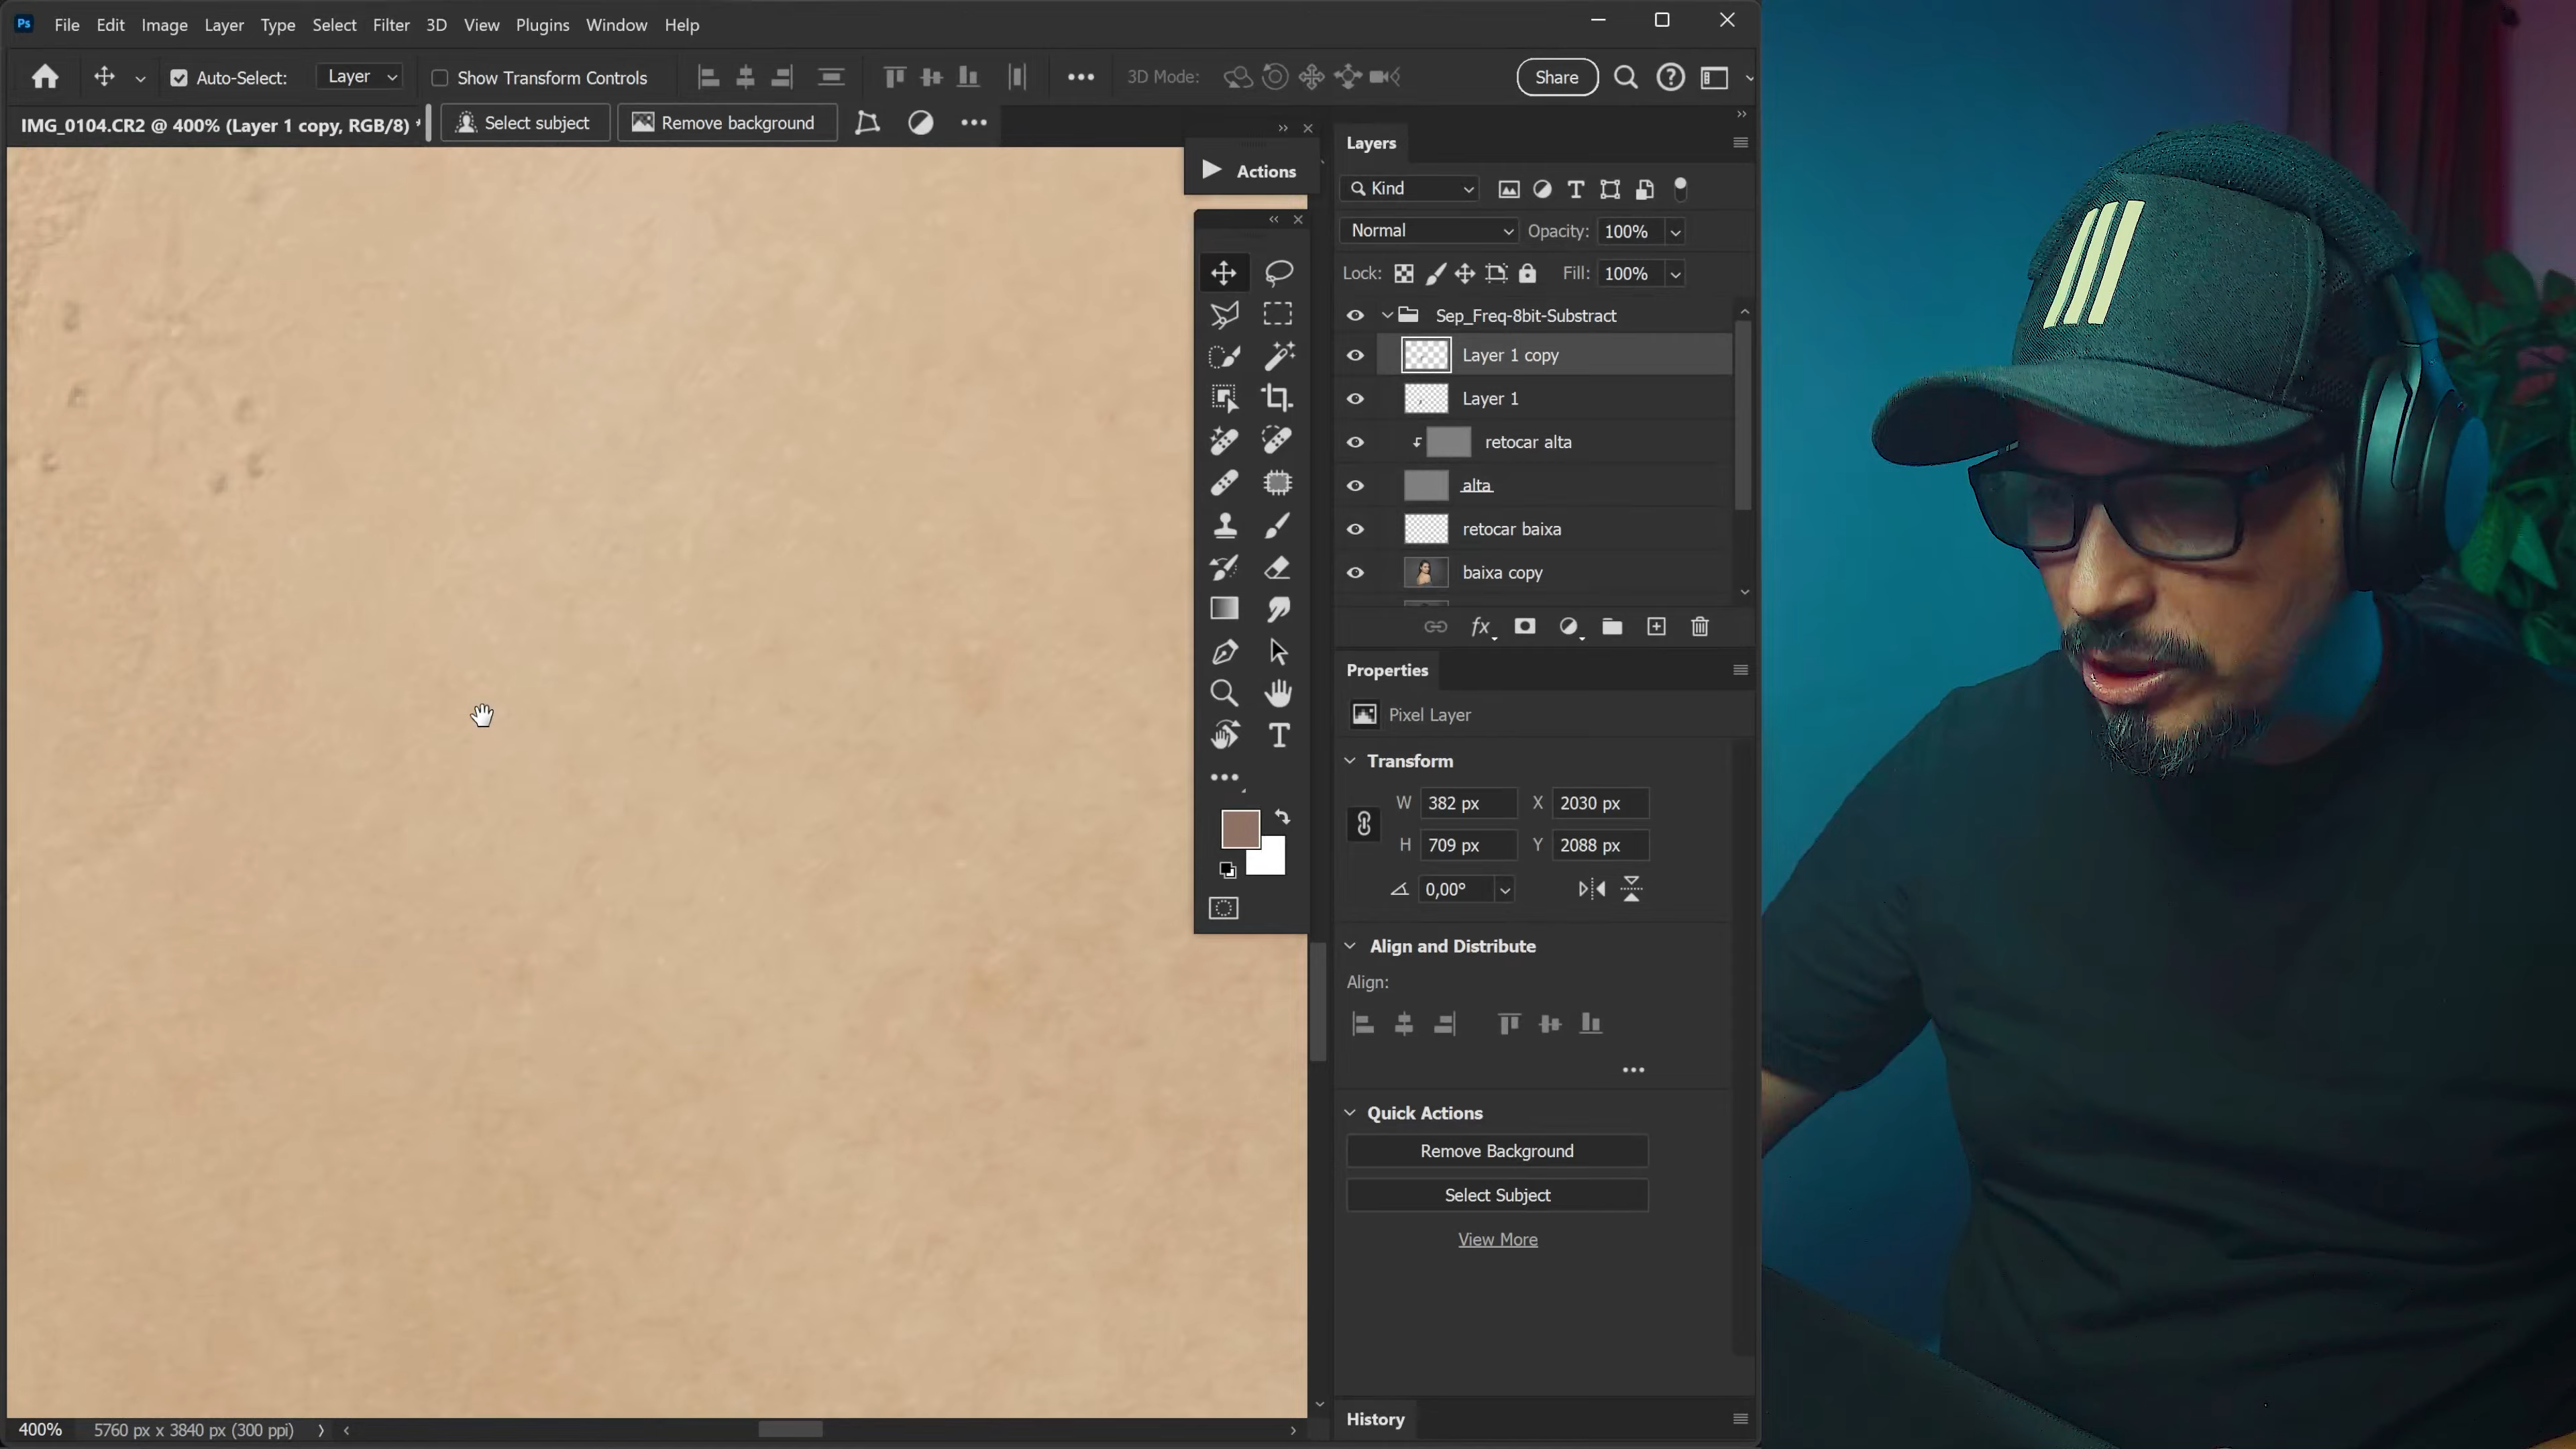 Ps File Edit Image Layer Type Select Filter 3D View Plugins Window Help
Auto-Select: Layer Show Transform Controls 3D Mode: Share
IMG_0104.CR2 @ 400% (Layer 1 copy, RGB/8) * Select subject Remove background
Actions
Layers
Kind
Normal Opacity: 100%
Lock: Fill: 100%
Sep_Freq-8bit-Substract
Layer 1 copy
Layer 1
retocar alta
alta
retocar baixa
baixa copy
fx
Properties
Pixel Layer
Transform
W 382 px X 2030 px
H 709 px Y 2088 px
0,00°
Align and Distribute
Align:
Quick Actions
Remove Background
Select Subject
View More
History
400% 5760 px x 3840 px (300 ppi)